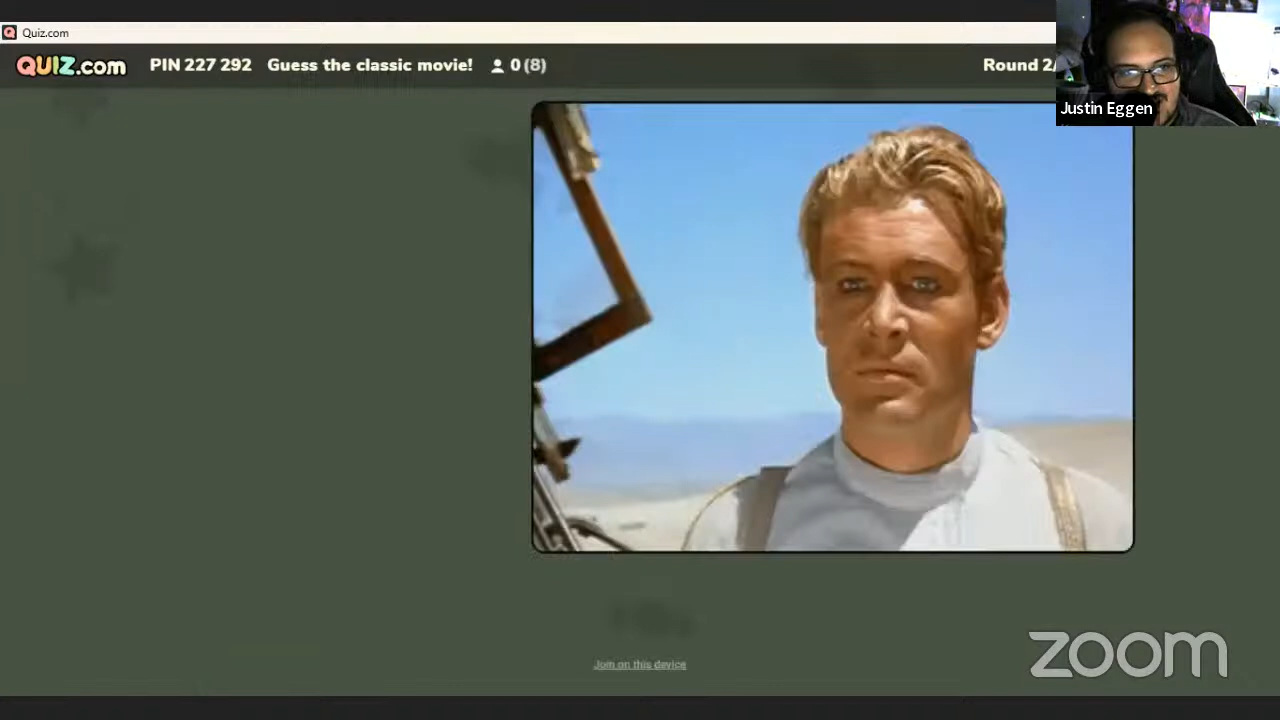 Quiz.com
QUIZ.com PIN 227 292 Guess the classic movie! 0 (8) Round 2/
Justin Eggen
Join on this device
zoom